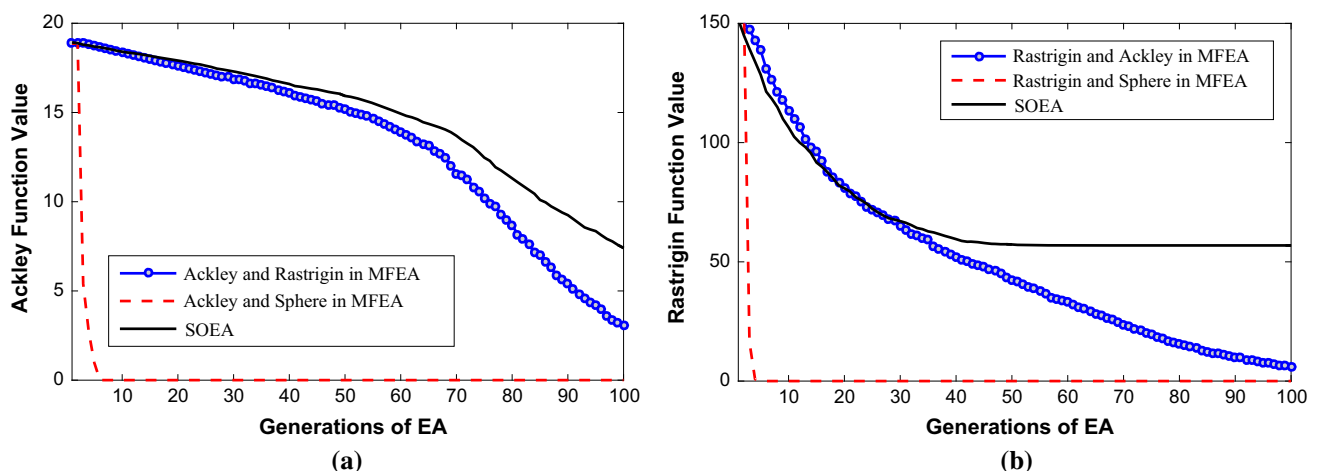 20
15
10
5
0
Ackley Function Value
Ackley and Rastrigin in MFEA
Ackley and Sphere in MFEA
SOEA
10 20 30 40 50 60 70 80 90 100
Generations of EA
(a)
150
100
50
0
Rastrigin Function Value
Rastrigin and Ackley in MFEA
Rastrigin and Sphere in MFEA
SOEA
10 20 30 40 50 60 70 80 90 100
Generations of EA
(b)